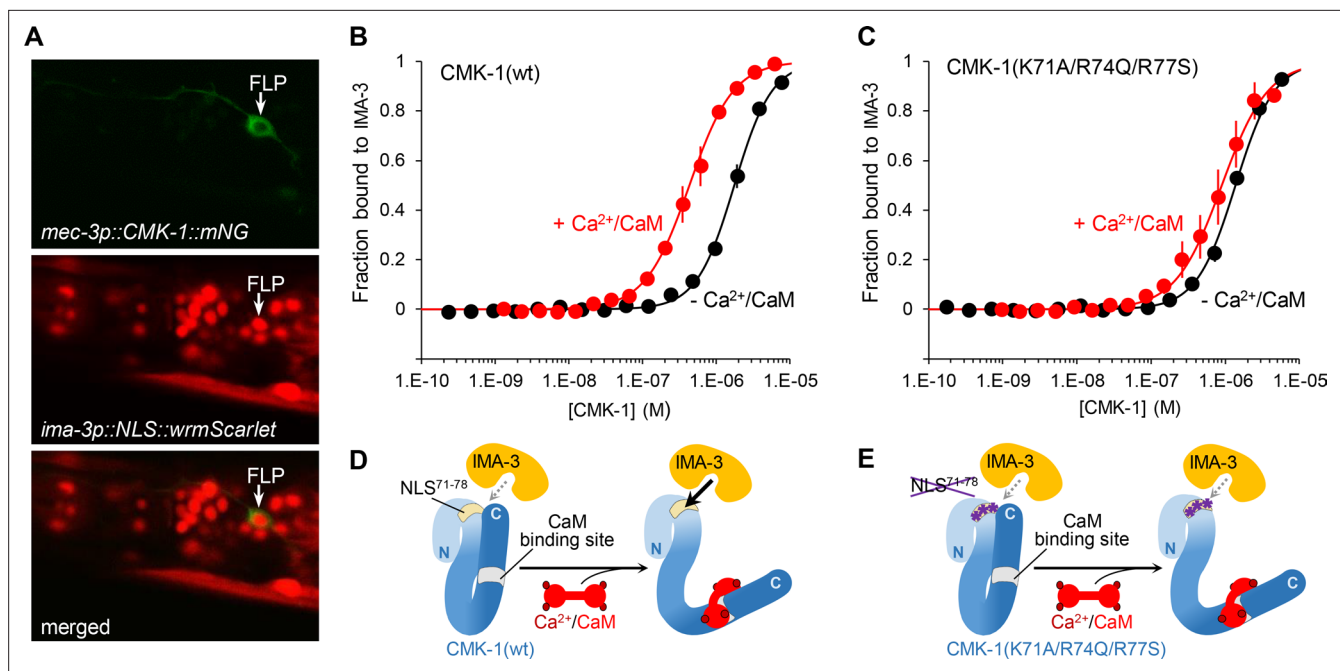 A
FLP
mec-3p::CMK-1::mNG
FLP
ima-3p::NLS::wrmScarlet
FLP
merged
B
CMK-1(wt)
Fraction bound to IMA-3
1
0.8
0.6
0.4
0.2
0
+ Ca²⁺/CaM
- Ca²⁺/CaM
1.E-10 1.E-09 1.E-08 1.E-07 1.E-06 1.E-05
[CMK-1] (M)
C
CMK-1(K71A/R74Q/R77S)
Fraction bound to IMA-3
1
0.8
0.6
0.4
0.2
0
+ Ca²⁺/CaM
- Ca²⁺/CaM
1.E-10 1.E-09 1.E-08 1.E-07 1.E-06 1.E-05
[CMK-1] (M)
D
IMA-3
IMA-3
NLS⁷¹⁻⁷⁸
C
N
CaM
binding site
Ca²⁺/CaM
N
C
CMK-1(wt)
E
IMA-3
IMA-3
NLS⁷¹⁻⁷⁸
C
N
CaM
binding site
Ca²⁺/CaM
N
C
CMK-1(K71A/R74Q/R77S)